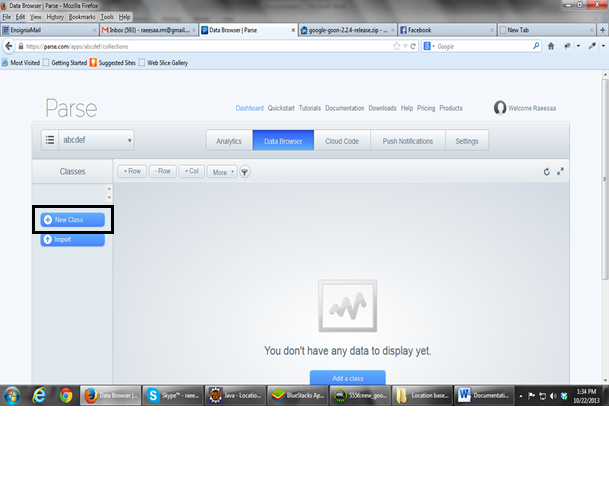 Data Browser | Parse - Mozilla Firefox
File Edit View History Bookmarks Tools Help
EnsigniaMail Inbox (593) - raeesaa.rm@gmail.... Data Browser | Parse google-gson-2.2.4-release.zip - ... Facebook New Tab
https://parse.com/apps/abcdef/collections Google
Most Visited Getting Started Suggested Sites Web Slice Gallery
Parse Dashboard Quickstart Tutorials Documentation Downloads Help Pricing Products Welcome Raeesaa
abcdef Analytics Data Browser Cloud Code Push Notifications Settings
Classes + Row - Row + Col More
New Class
Import
You don't have any data to display yet.
Add a class
Data Browser |... Skype™ - raee... Java - Locatio... BlueStacks Ap... 5556:new_goo... Location base... Documentati...
1:34 PM
10/22/2013